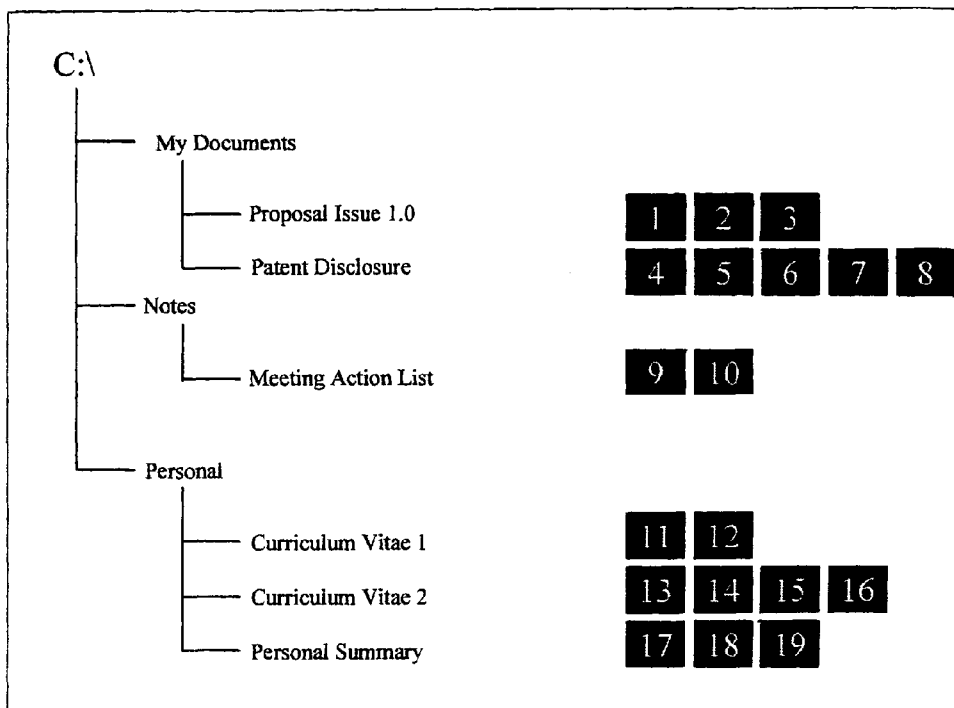 C:\
My Documents
Proposal Issue 1.0 1 2 3
Patent Disclosure 4 5 6 7 8
Notes
Meeting Action List 9 10
Personal
Curriculum Vitae 1 11 12
Curriculum Vitae 2 13 14 15 16
Personal Summary 17 18 19